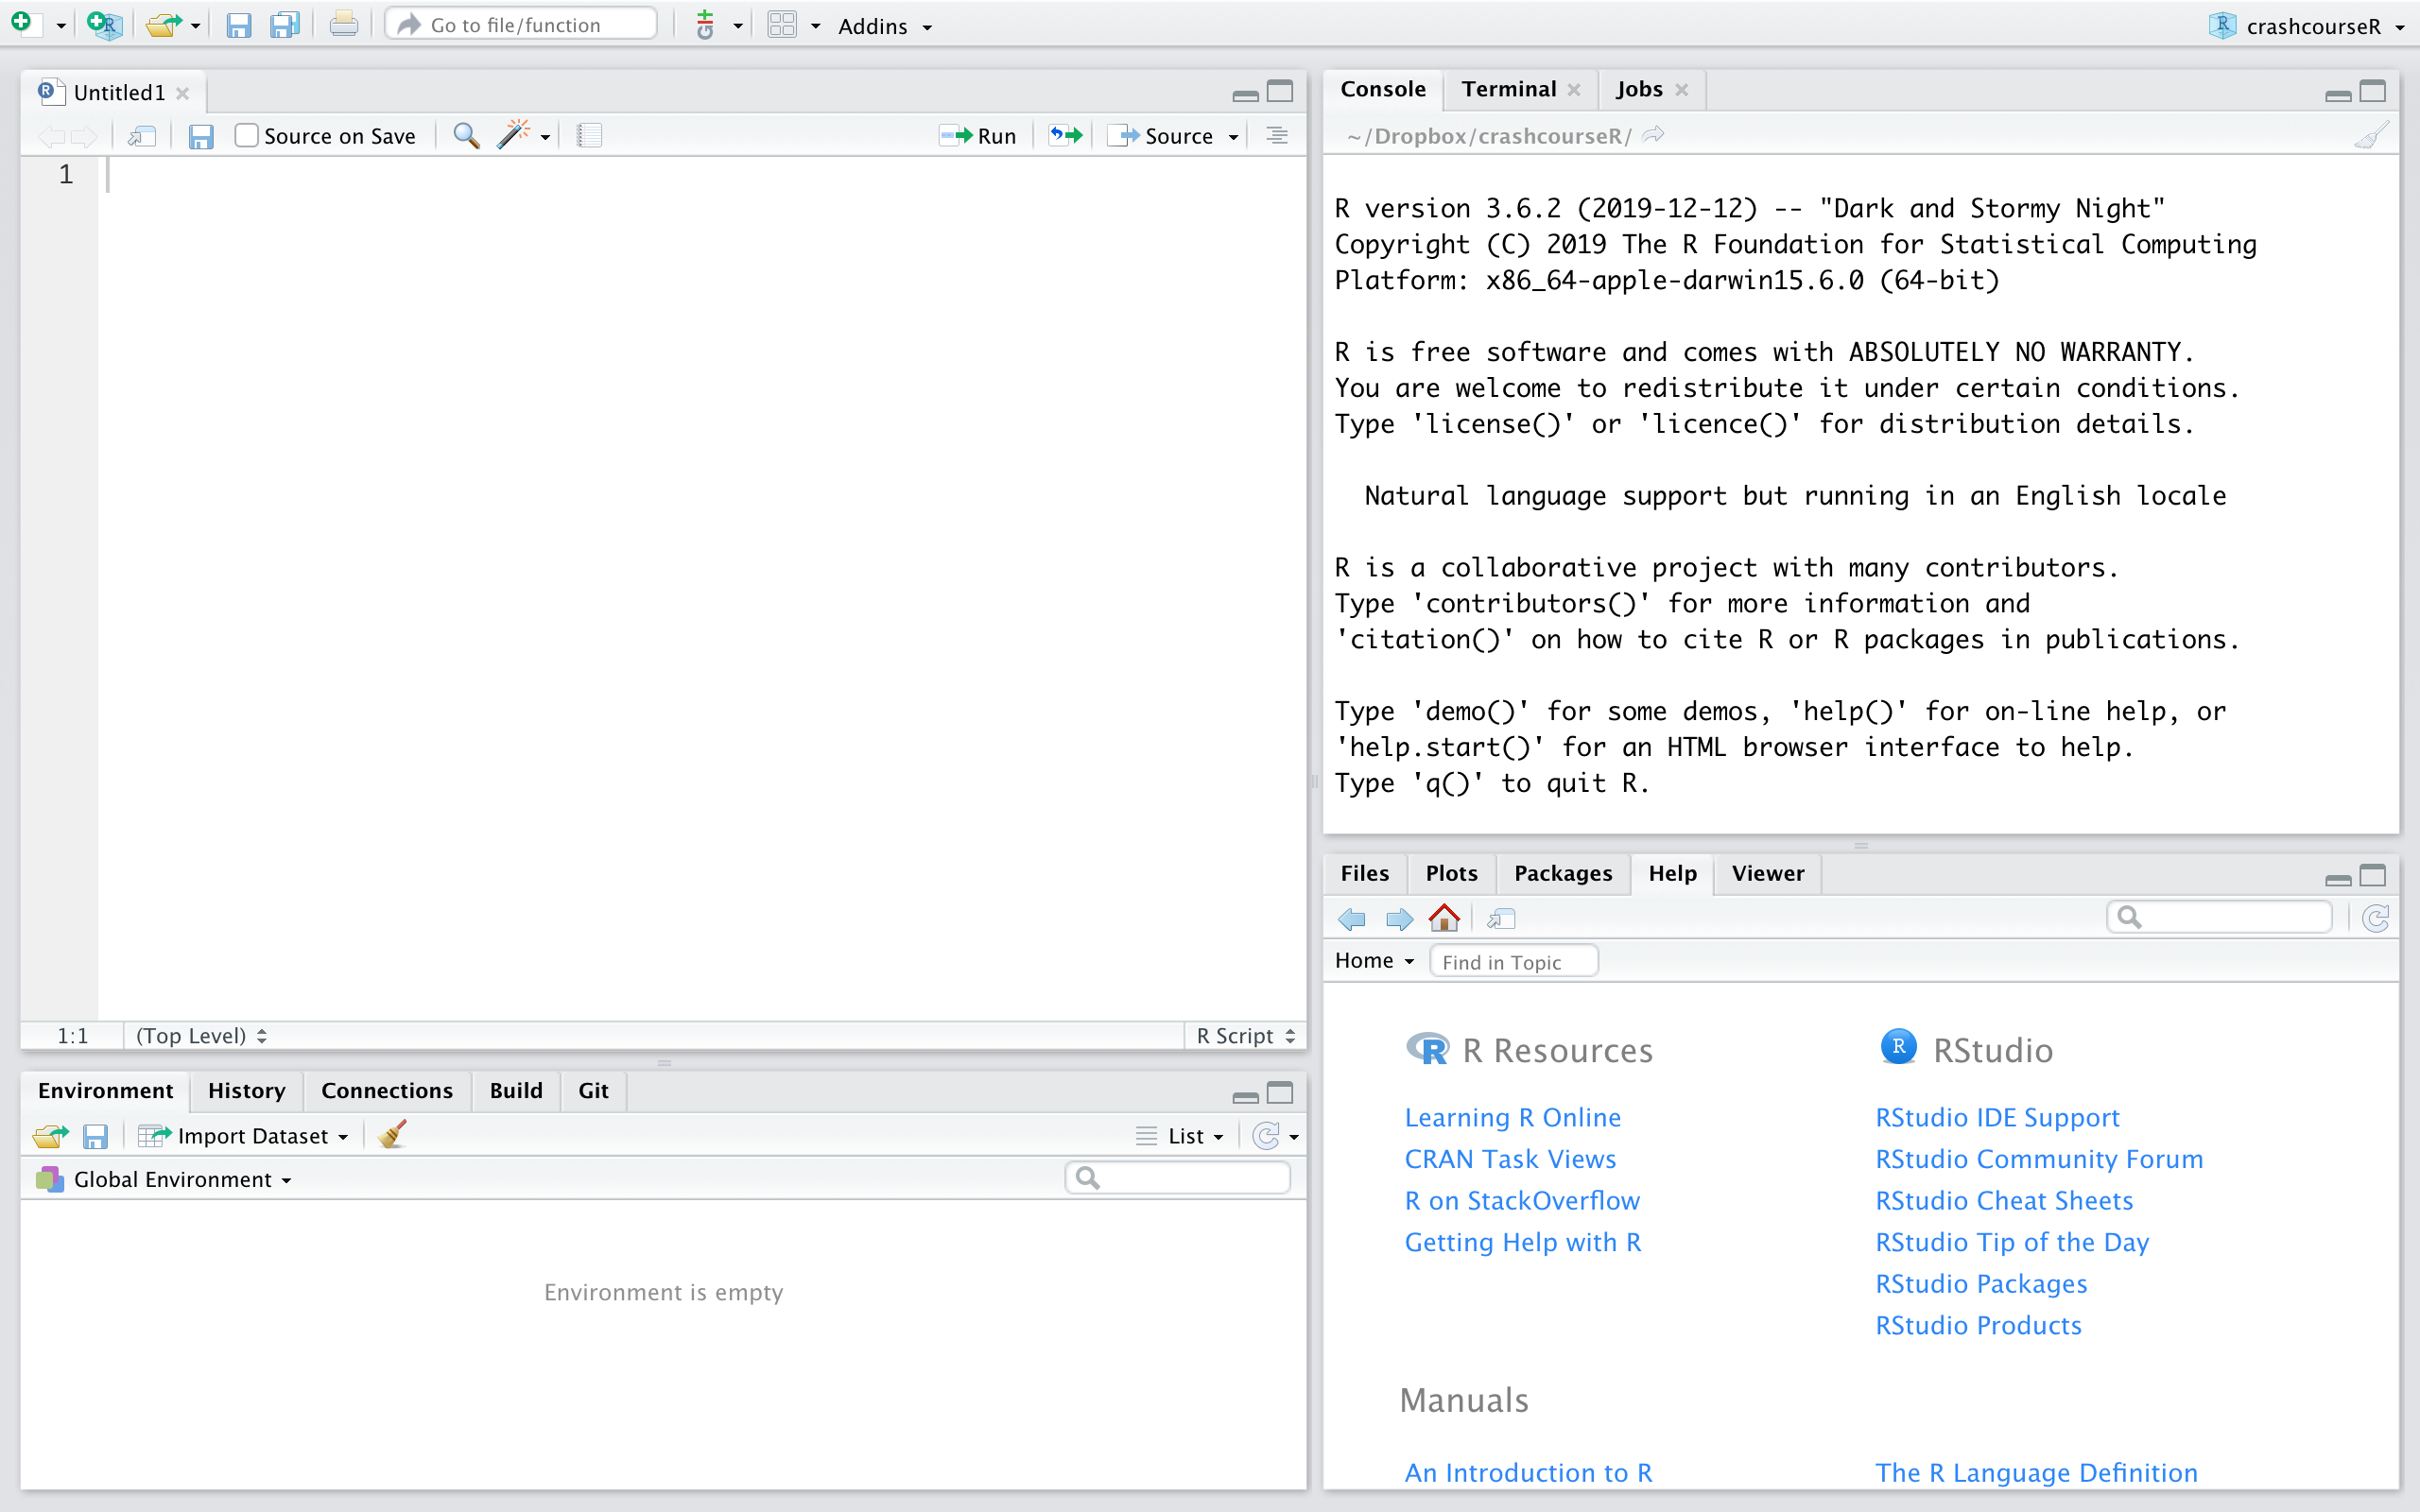 Go to file/function
Addins
crashcourseR
Untitled1
Source on Save
Run
Source
1
1:1
(Top Level)
R Script
Environment
History
Connections
Build
Git
Import Dataset
List
Global Environment
Environment is empty
Console
Terminal
Jobs
~/Dropbox/crashcourseR/
R version 3.6.2 (2019-12-12) -- "Dark and Stormy Night"
Copyright (C) 2019 The R Foundation for Statistical Computing
Platform: x86_64-apple-darwin15.6.0 (64-bit)
R is free software and comes with ABSOLUTELY NO WARRANTY.
You are welcome to redistribute it under certain conditions.
Type 'license()' or 'licence()' for distribution details.
Natural language support but running in an English locale
R is a collaborative project with many contributors.
Type 'contributors()' for more information and
'citation()' on how to cite R or R packages in publications.
Type 'demo()' for some demos, 'help()' for on-line help, or
'help.start()' for an HTML browser interface to help.
Type 'q()' to quit R.
Files
Plots
Packages
Help
Viewer
Home
Find in Topic
R Resources
Learning R Online
CRAN Task Views
R on StackOverflow
Getting Help with R
RStudio
RStudio IDE Support
RStudio Community Forum
RStudio Cheat Sheets
RStudio Tip of the Day
RStudio Packages
RStudio Products
Manuals
An Introduction to R
The R Language Definition